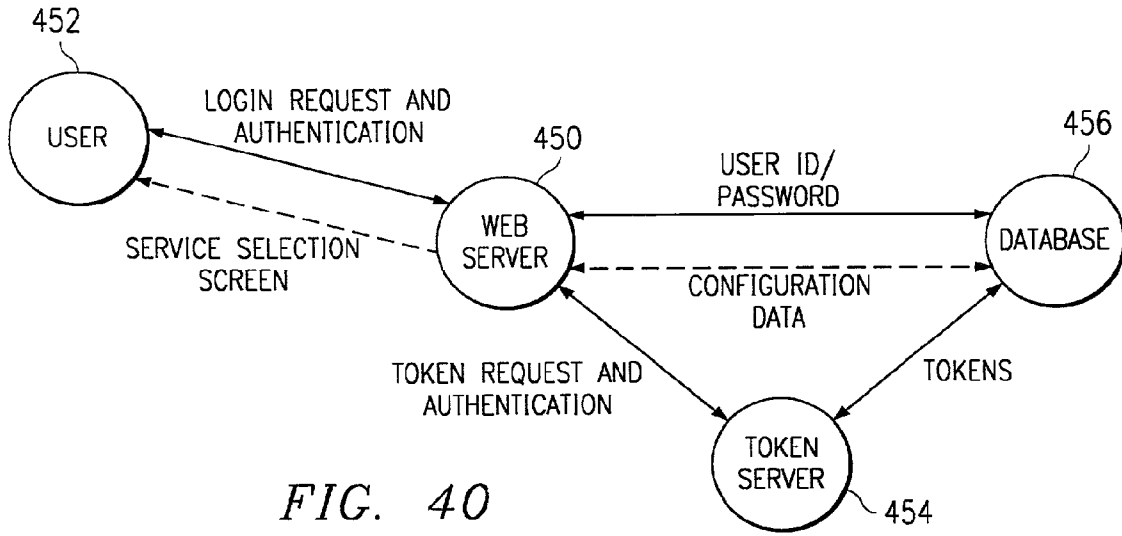 452
USER
LOGIN REQUEST AND
AUTHENTICATION
450
456
USER ID/
PASSWORD
WEB
SERVER
DATABASE
SERVICE SELECTION
SCREEN
CONFIGURATION
DATA
TOKEN REQUEST AND
AUTHENTICATION
TOKENS
TOKEN
SERVER
454
FIG. 40